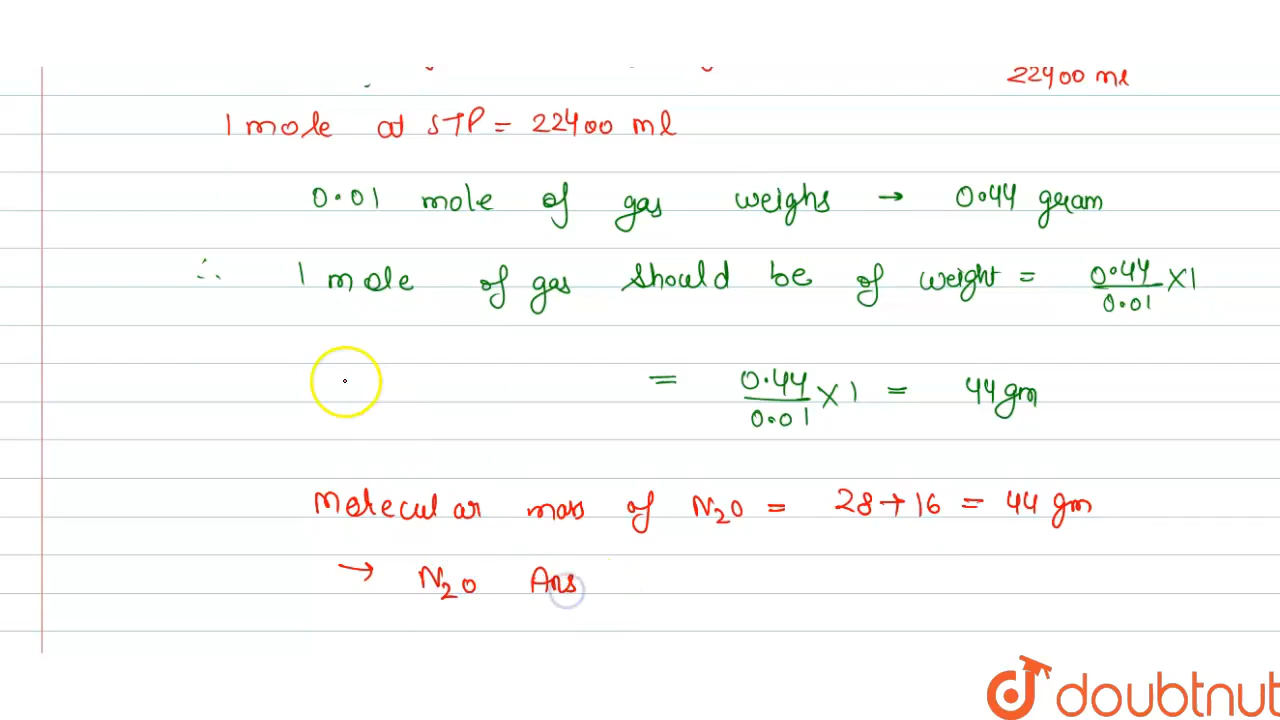 22400 ml
1 mole at STP = 22400 ml
0.01 mole of gas weighs → 0.44 gram
∴ 1 mole of gas should be of weight = 0.44/0.01 X1
= 0.44/0.01 X 1 = 44 gm
Molecular mass of N2O = 28 + 16 = 44 gm
→ N2O Ans
doubtnut